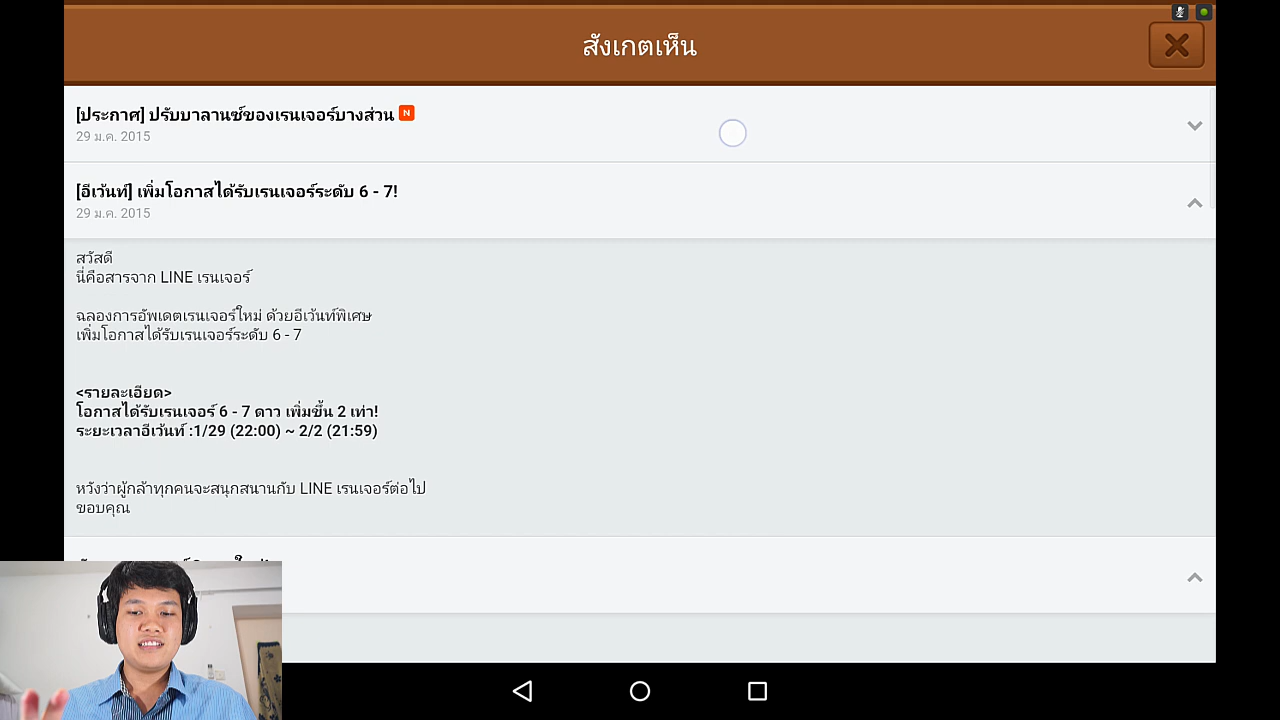 สังเกตเห็น
[ประกาศ] ปรับบาลานซ์ของเรนเจอร์บางส่วน N
29 ม.ค. 2015
[อีเว้นท์] เพิ่มโอกาสได้รับเรนเจอร์ระดับ 6 - 7!
29 ม.ค. 2015
สวัสดี
นี่คือสารจาก LINE เรนเจอร์
ฉลองการอัพเดตเรนเจอร์ใหม่ ด้วยอีเว้นท์พิเศษ
เพิ่มโอกาสได้รับเรนเจอร์ระดับ 6 - 7
<รายละเอียด>
โอกาสได้รับเรนเจอร์ 6 - 7 ดาว เพิ่มขึ้น 2 เท่า!
ระยะเวลาอีเว้นท์ :1/29 (22:00) ~ 2/2 (21:59)
หวังว่าผู้กล้าทุกคนจะสนุกสนานกับ LINE เรนเจอร์ต่อไป
ขอบคุณ